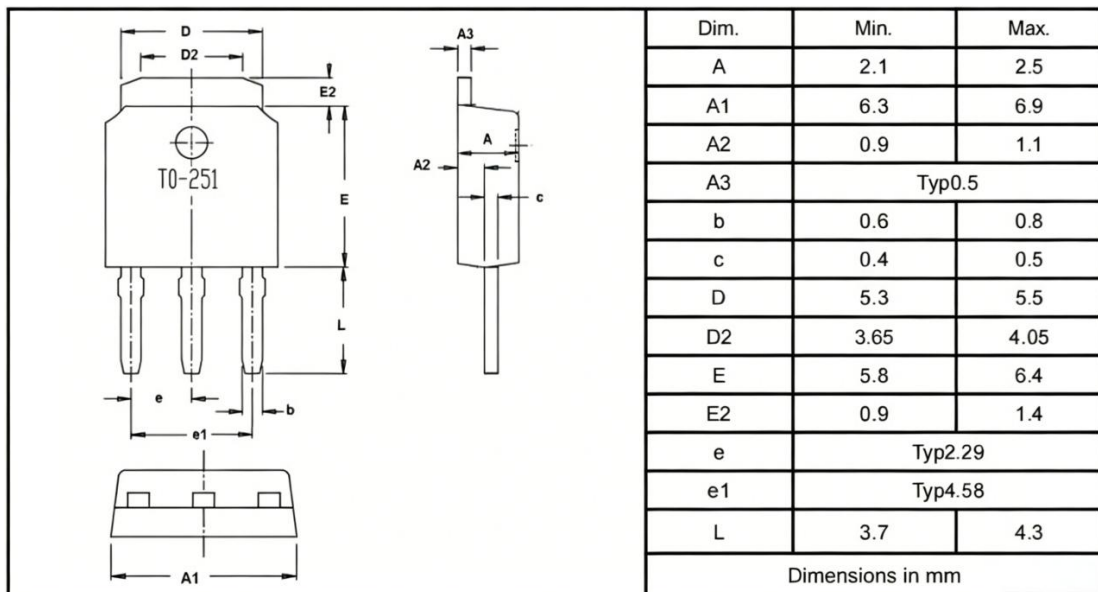 D
D2
A3
E2
A
A2
TO-251
c
E
L
e
b
e1
A1
Dim. Min. Max.
A 2.1 2.5
A1 6.3 6.9
A2 0.9 1.1
A3 Typ0.5
b 0.6 0.8
c 0.4 0.5
D 5.3 5.5
D2 3.65 4.05
E 5.8 6.4
E2 0.9 1.4
e Typ2.29
e1 Typ4.58
L 3.7 4.3
Dimensions in mm